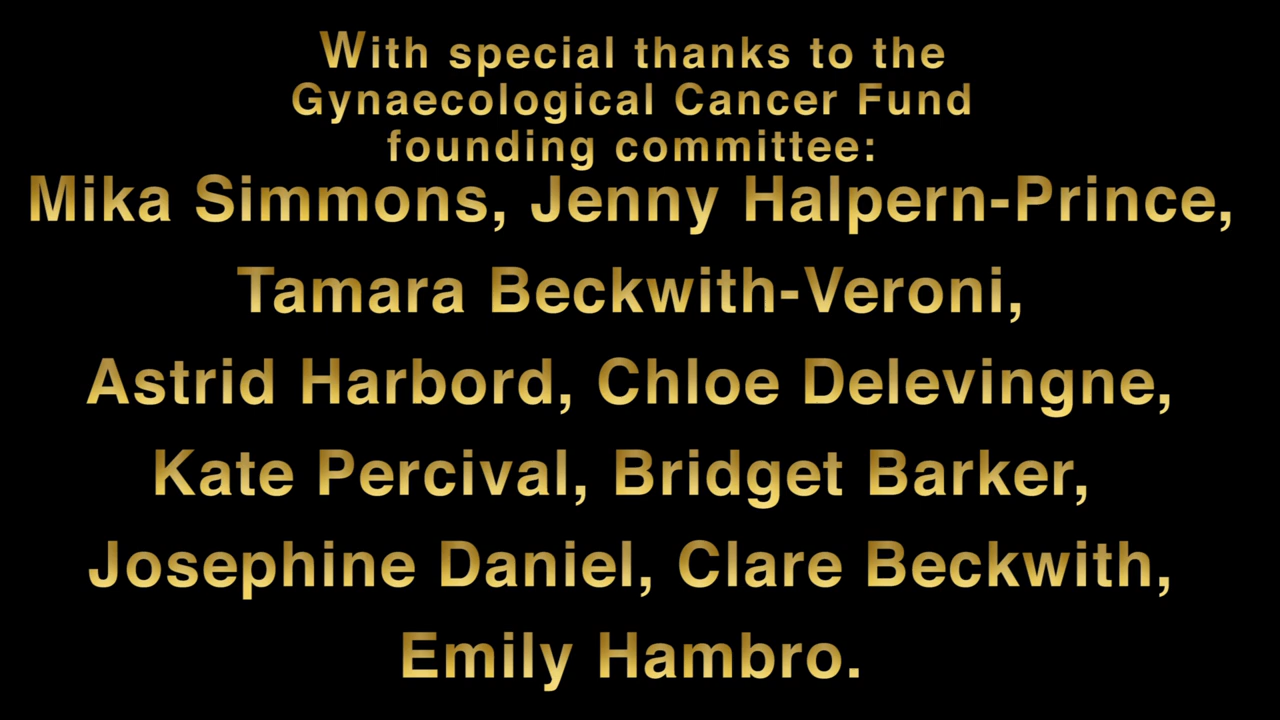 With special thanks to the
Gynaecological Cancer Fund
founding committee:
Mika Simmons, Jenny Halpern-Prince,
Tamara Beckwith-Veroni,
Astrid Harbord, Chloe Delevingne,
Kate Percival, Bridget Barker,
Josephine Daniel, Clare Beckwith,
Emily Hambro.